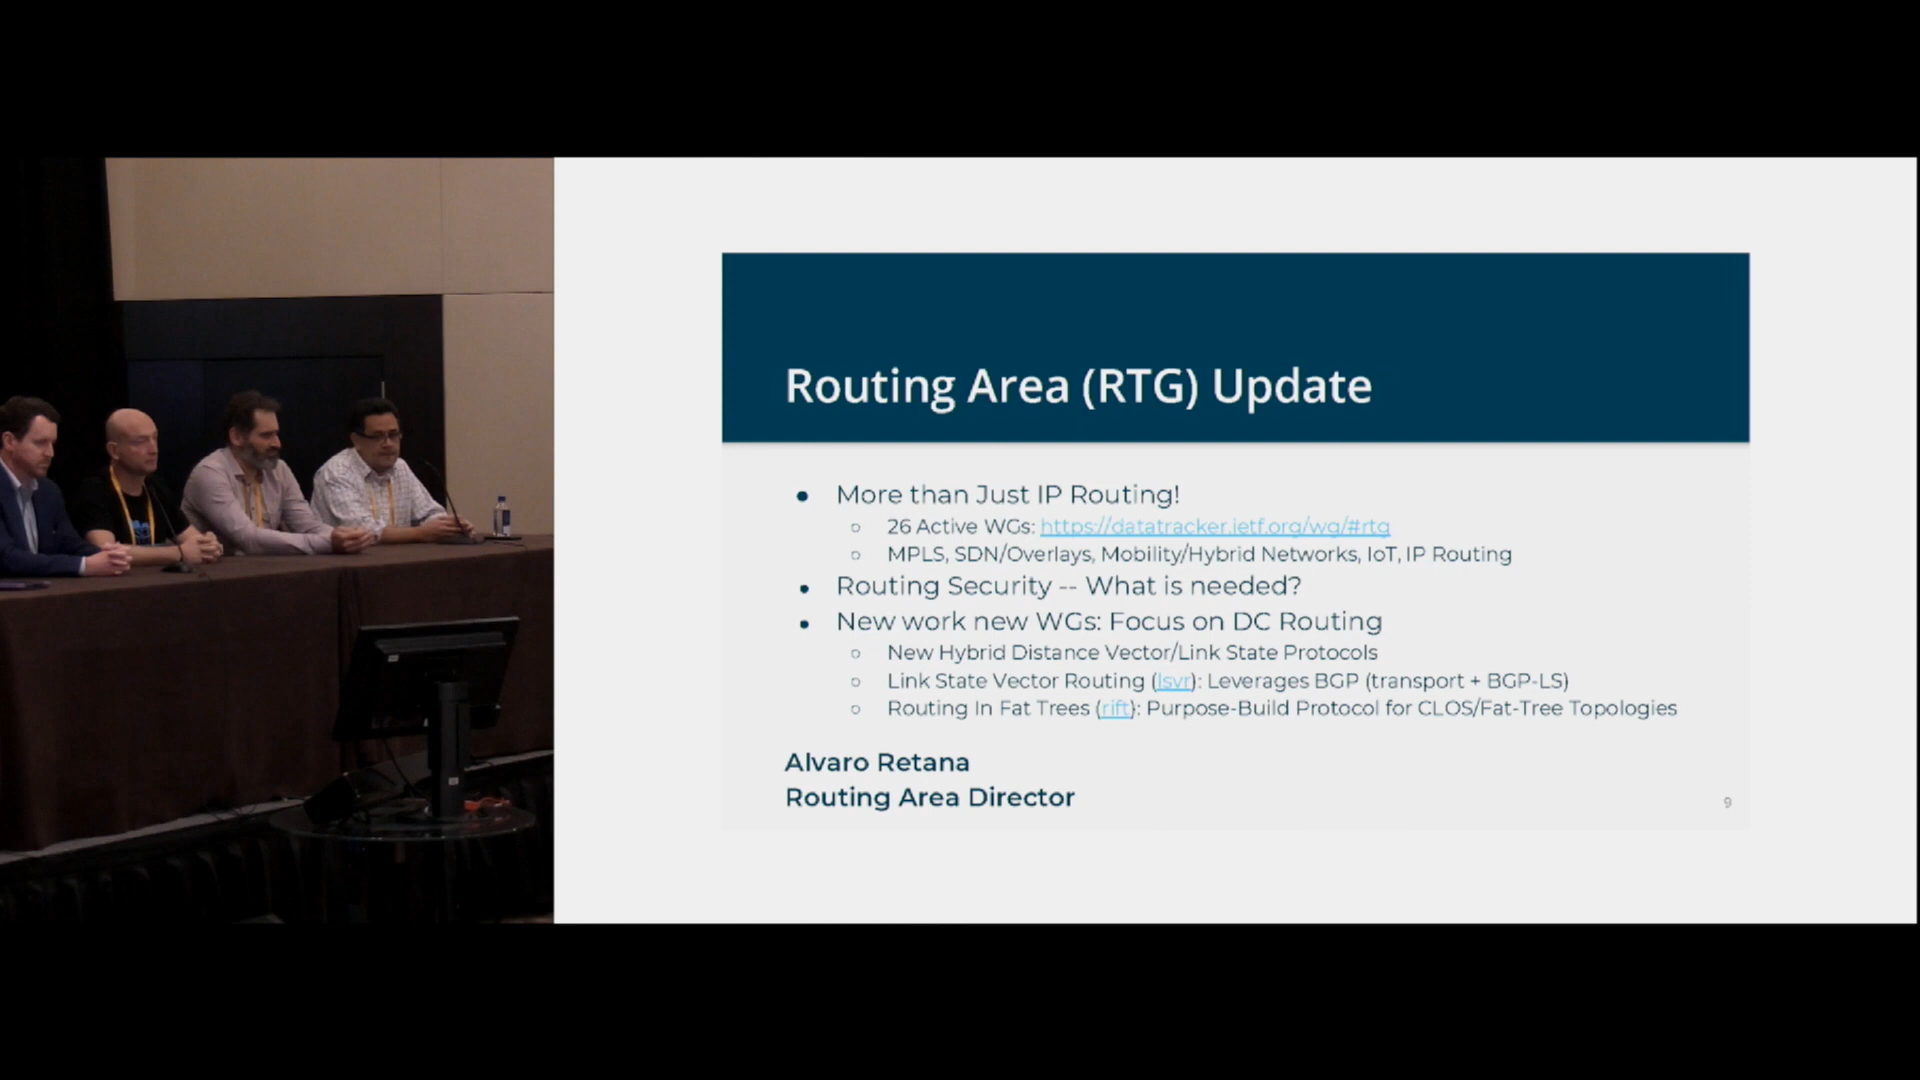 Routing Area (RTG) Update
● More than Just IP Routing!
○ 26 Active WGs: https://datatracker.ietf.org/wg/#rtg
○ MPLS, SDN/Overlays, Mobility/Hybrid Networks, IoT, IP Routing
● Routing Security -- What is needed?
● New work new WGs: Focus on DC Routing
○ New Hybrid Distance Vector/Link State Protocols
○ Link State Vector Routing (lsvr): Leverages BGP (transport + BGP-LS)
○ Routing In Fat Trees (rift): Purpose-Build Protocol for CLOS/Fat-Tree Topologies
Alvaro Retana
Routing Area Director
9